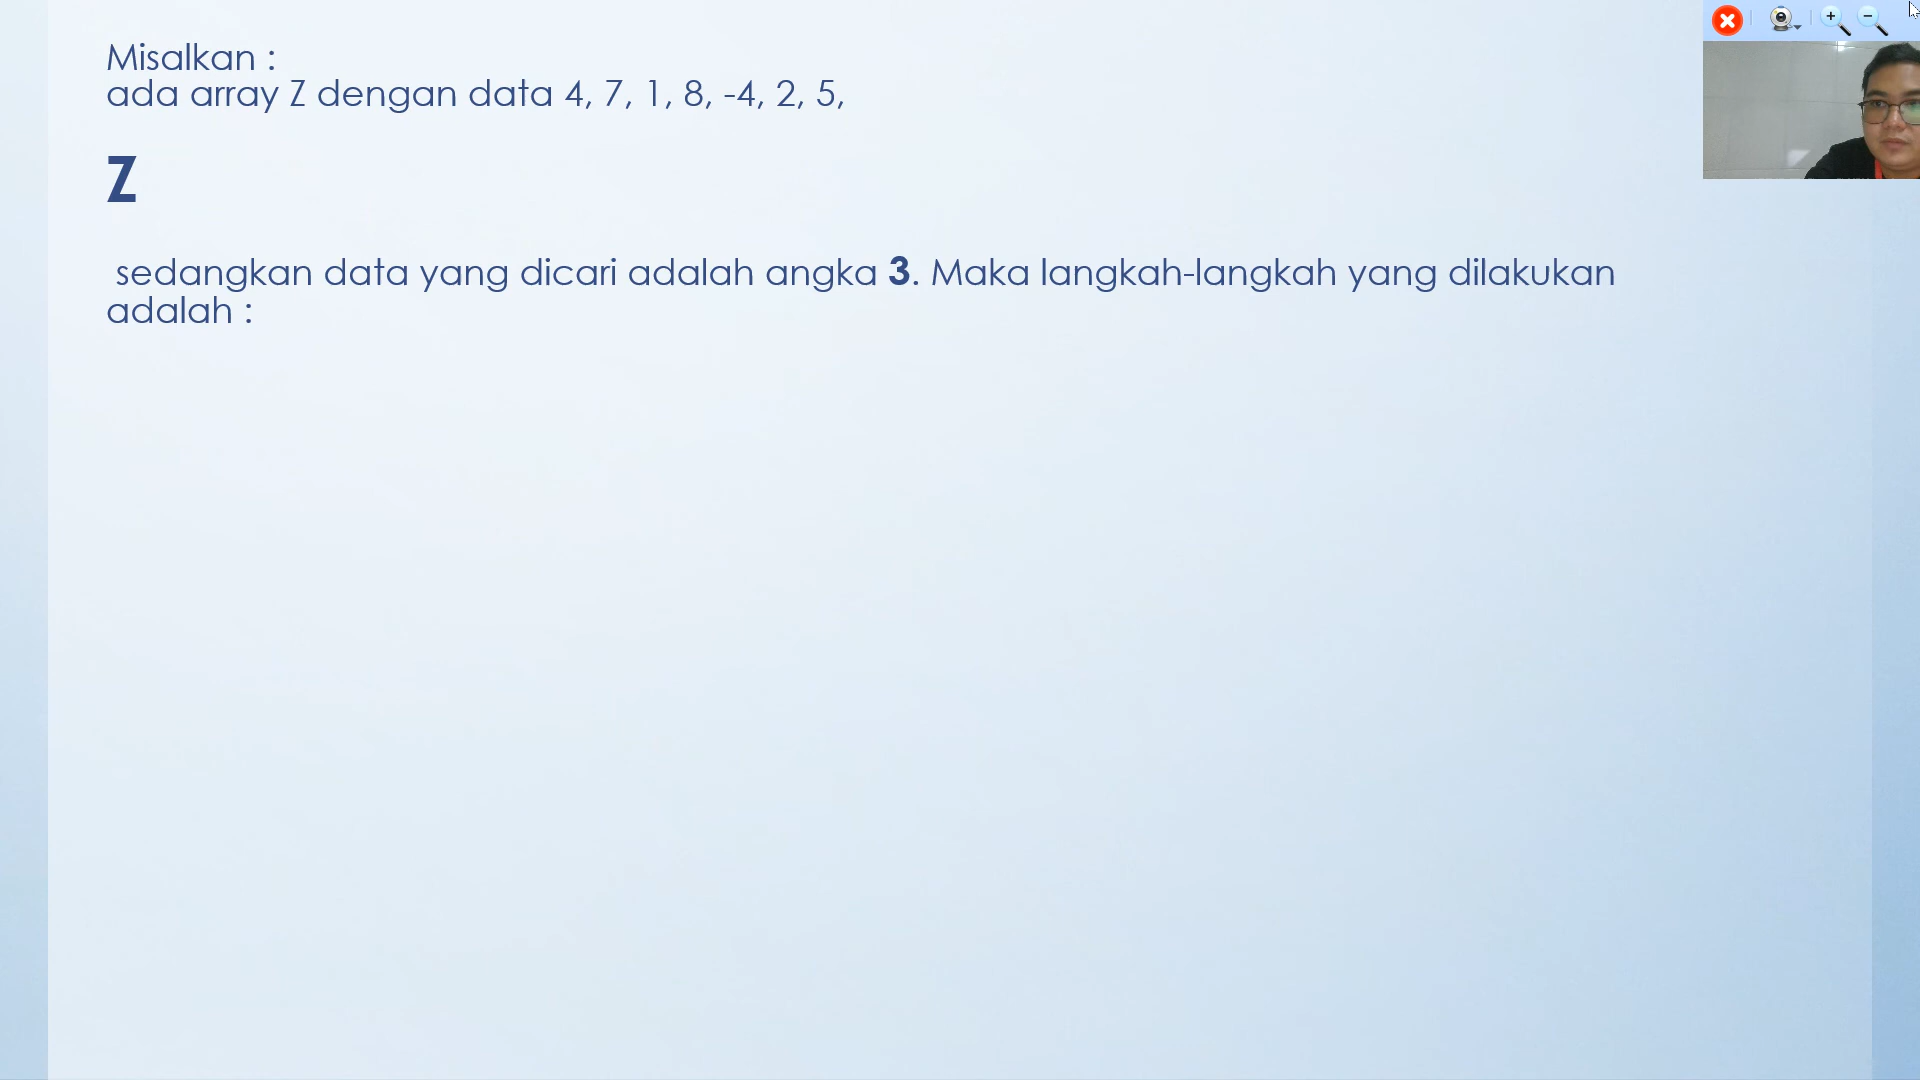 Misalkan :
ada array Z dengan data 4, 7, 1, 8, -4, 2, 5,
Z
sedangkan data yang dicari adalah angka 3. Maka langkah-langkah yang dilakukan
adalah :